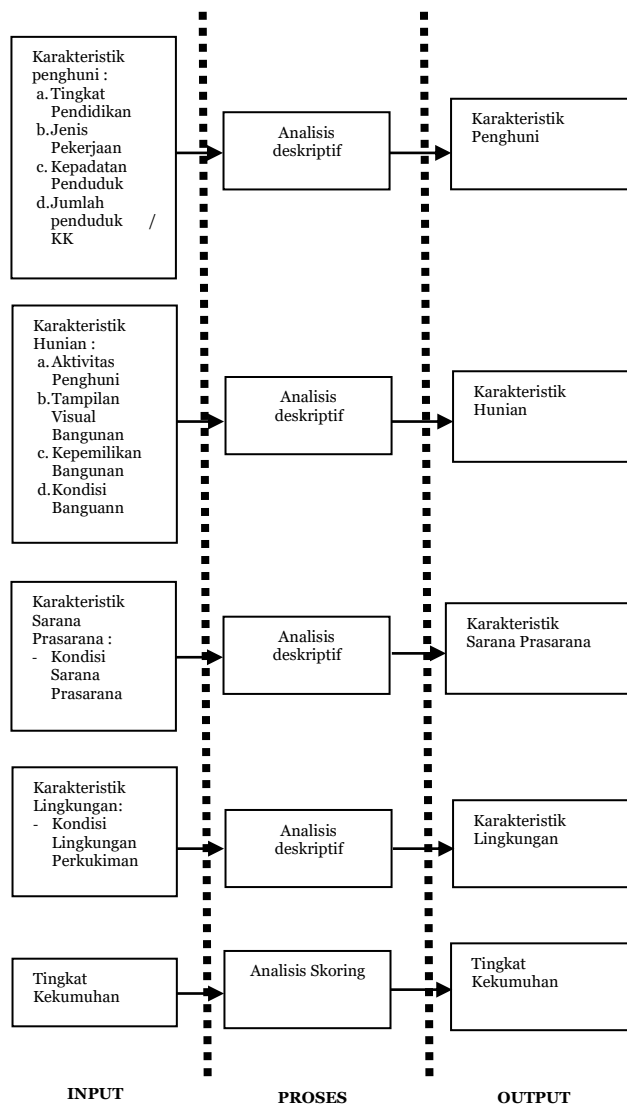 Karakteristik
penghuni :
a. Tingkat
Pendidikan
b. Jenis
Pekerjaan
c. Kepadatan
Penduduk
d. Jumlah
penduduk /
KK
Analisis
deskriptif
Karakteristik
Penghuni
Karakteristik
Hunian :
a. Aktivitas
Penghuni
b. Tampilan
Visual
Bangunan
c. Kepemilikan
Bangunan
d. Kondisi
Banguann
Analisis
deskriptif
Karakteristik
Hunian
Karakteristik
Sarana
Prasarana :
- Kondisi
Sarana
Prasarana
Analisis
deskriptif
Karakteristik
Sarana Prasarana
Karakteristik
Lingkungan:
- Kondisi
Lingkungan
Perkukiman
Analisis
deskriptif
Karakteristik
Lingkungan
Tingkat
Kekumuhan
Analisis Skoring
Tingkat
Kekumuhan
INPUT
PROSES
OUTPUT